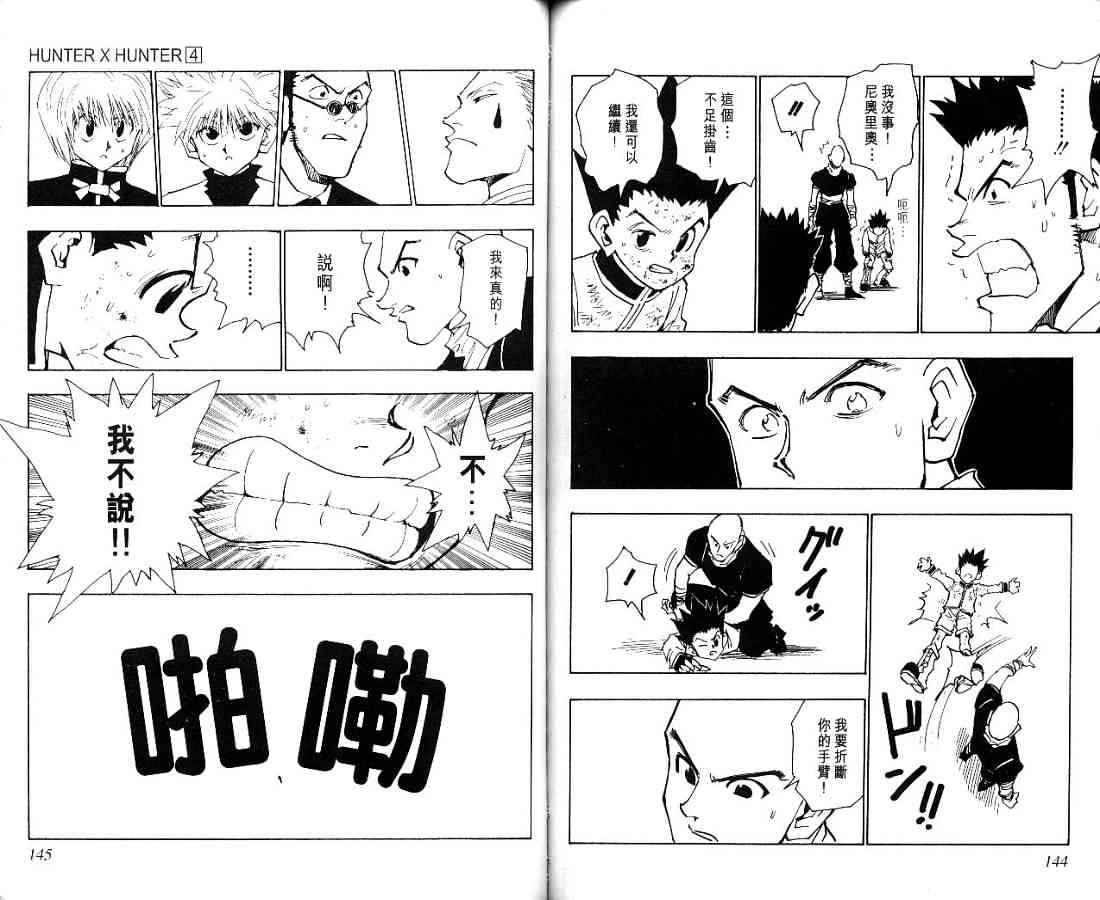 ……!!
我沒事！
尼奧里奧…
呃呃…
〃
這個…
不足掛齒！
我還可以
繼續！
ドン!!
グイッ
我要折斷
你的手臂！
144
HUNTER X HUNTER 4
我來真的！
説啊！
………
不…
我不說!!
嘞
啪
145